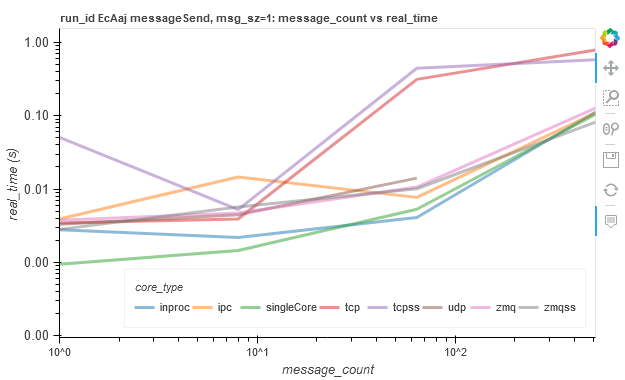 run_id EcAaj messageSend, msg_sz=1: message_count vs real_time
1.00
0.10
0.01
0.00
0.00
real_time (s)
core_type
inproc ipc singleCore tcp tcpss udp zmq zmqss
10^0 10^1 10^2
message_count